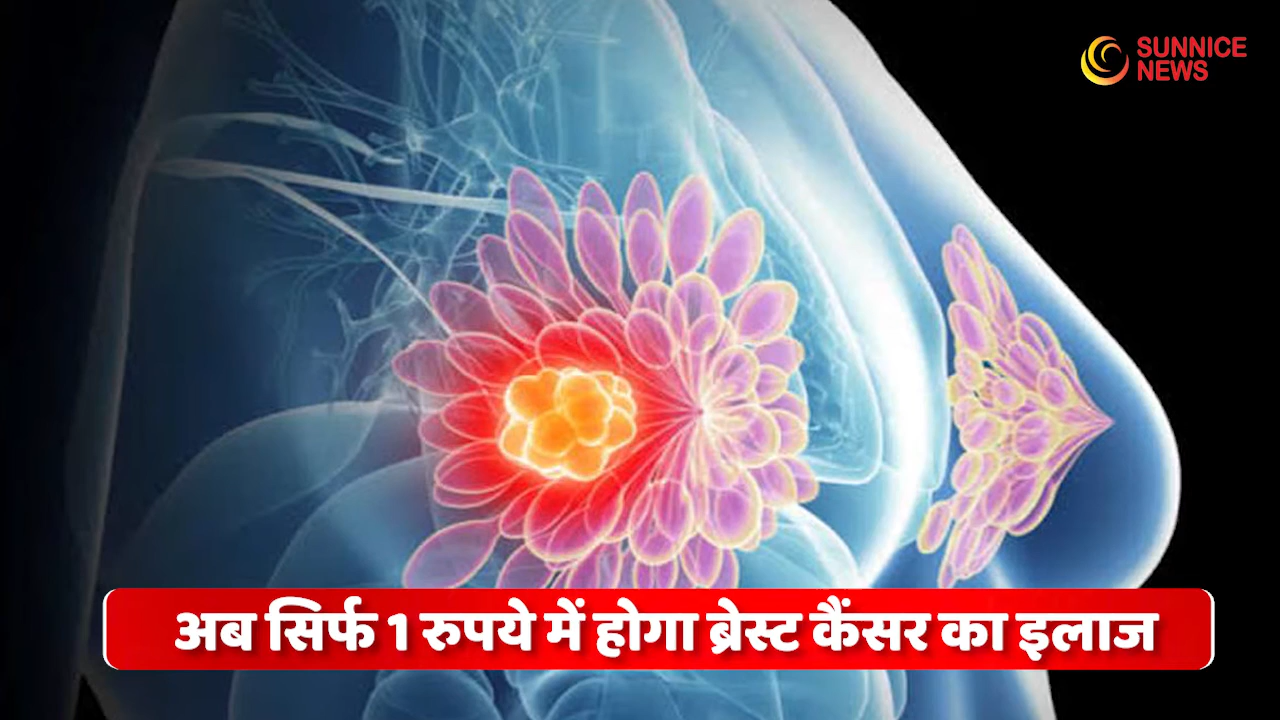 SUNNICE
NEWS
अब सिर्फ 1 रुपये में होगा ब्रेस्ट कैंसर का इलाज